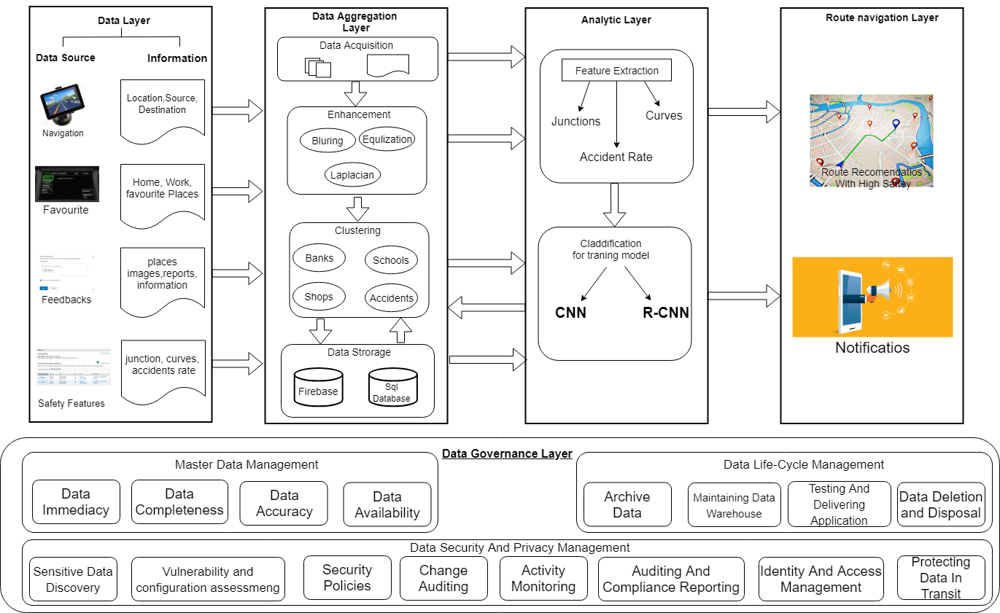 Data Layer
Data Source
Information
Navigation
Location,Source,
Destination
Favourite
Home, Work,
favourite Places
Feedbacks
places
images,reports,
information
Safety Features
junction, curves,
accidents rate
Data Aggregation
Layer
Data Acquisition
Enhancement
Bluring
Equlization
Laplacian
Clustering
Banks
Schools
Shops
Accidents
Data Strorage
Firebase
Sql
Database
Analytic Layer
Feature Extraction
Junctions
Curves
Accident Rate
Claddification
for traning model
CNN
R-CNN
Route navigation Layer
Route Recomendatios
With High Saftey
Notificatios
Data Governance Layer
Master Data Management
Data
Immediacy
Data
Completeness
Data
Accuracy
Data
Availability
Data Life-Cycle Management
Archive
Data
Maintaining Data
Warehouse
Testing And
Delivering
Application
Data Deletion
and Disposal
Data Security And Privacy Management
Sensitive Data
Discovery
Vulnerability and
configuration assessmeng
Security
Policies
Change
Auditing
Activity
Monitoring
Auditing And
Compliance Reporting
Identity And Access
Management
Protecting
Data In
Transit